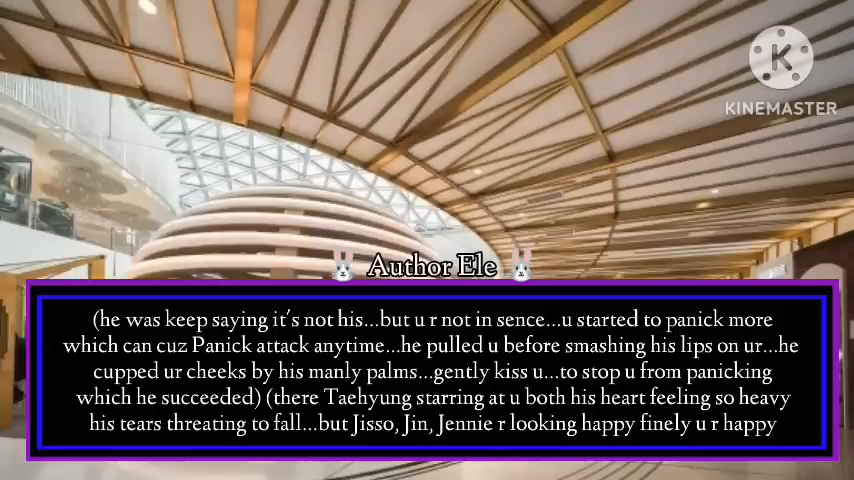 KINEMASTER
🐰 Author Ele 🐰
(he was keep saying it's not his...but u r not in sence...u started to panick more
which can cuz Panick attack anytime...he pulled u before smashing his lips on ur...he
cupped ur cheeks by his manly palms...gently kiss u...to stop u from panicking
which he succeeded) (there Taehyung starring at u both his heart feeling so heavy
his tears threating to fall...but Jisso, Jin, Jennie r looking happy finely u r happy